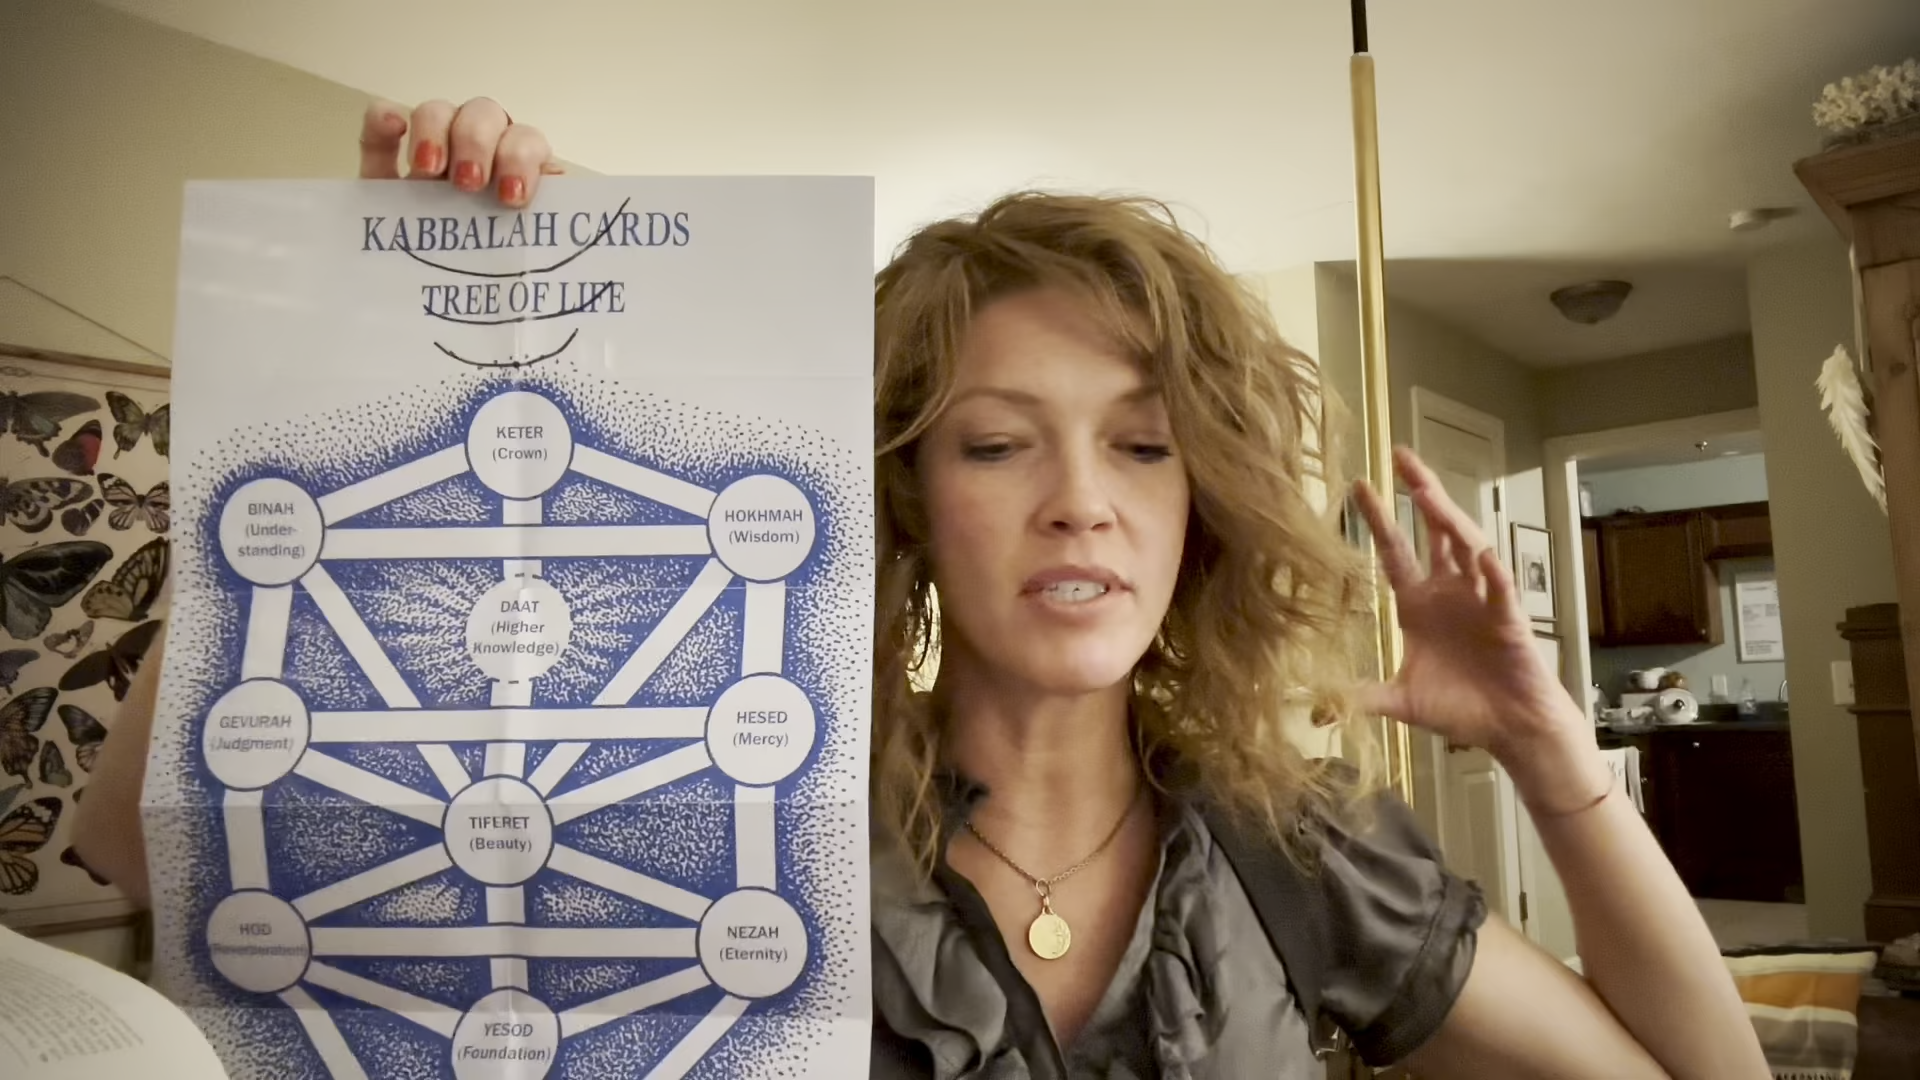 KABBALAH CARDS
TREE OF LIFE
KETER
(Crown)
BINAH
(Under-
standing)
HOKHMAH
(Wisdom)
DAAT
(Higher
Knowledge)
GEVURAH
(Judgment)
HESED
(Mercy)
TIFERET
(Beauty)
HOD
(Reverberation)
NEZAH
(Eternity)
YESOD
(Foundation)